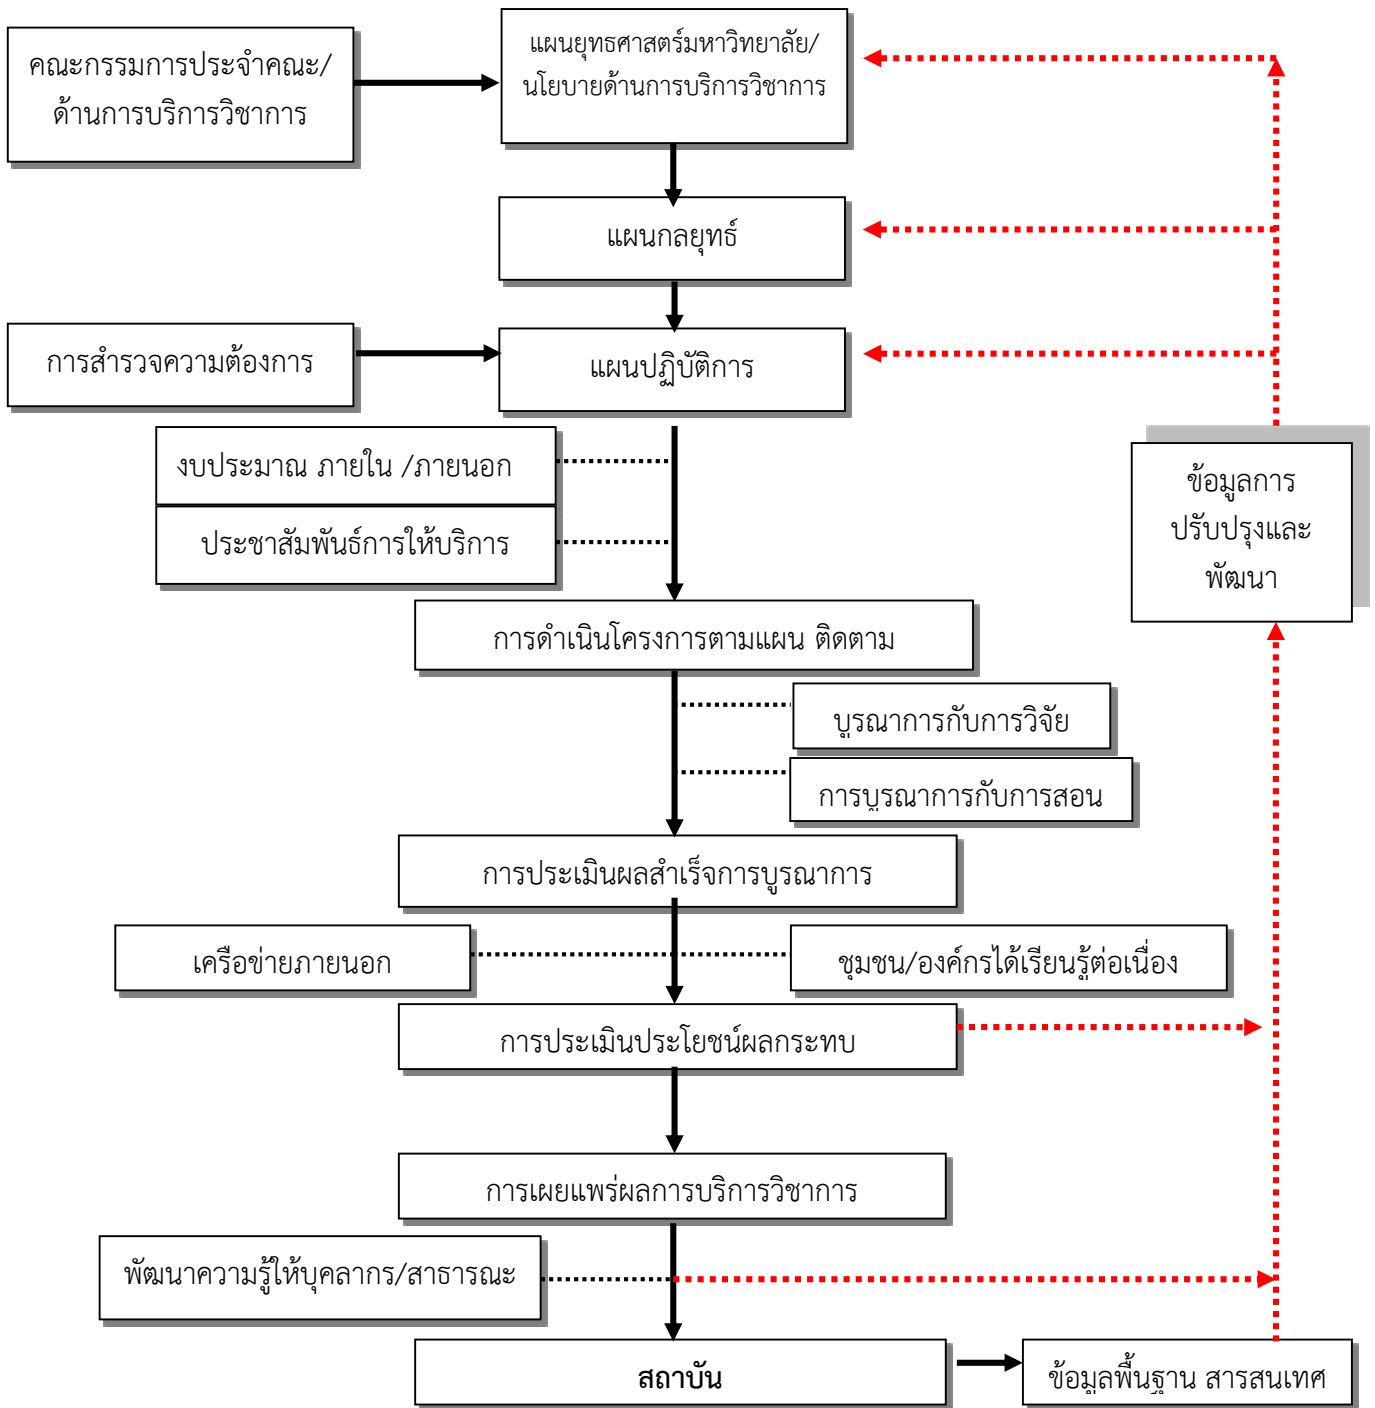 คณะกรรมการประจำคณะ/
ด้านการบริการวิชาการ
แผนยุทธศาสตร์มหาวิทยาลัย/
นโยบายด้านการบริการวิชาการ
แผนกลยุทธ์
การสำรวจความต้องการ
แผนปฏิบัติการ
งบประมาณ ภายใน /ภายนอก
ประชาสัมพันธ์การให้บริการ
ข้อมูลการ
ปรับปรุงและ
พัฒนา
การดำเนินโครงการตามแผน ติดตาม
บูรณาการกับการวิจัย
การบูรณาการกับการสอน
การประเมินผลสำเร็จการบูรณาการ
เครือข่ายภายนอก
ชุมชน/องค์กรได้เรียนรู้ต่อเนื่อง
การประเมินประโยชน์ผลกระทบ
การเผยแพร่ผลการบริการวิชาการ
พัฒนาความรู้ให้บุคลากร/สาธารณะ
สถาบัน
ข้อมูลพื้นฐาน สารสนเทศ